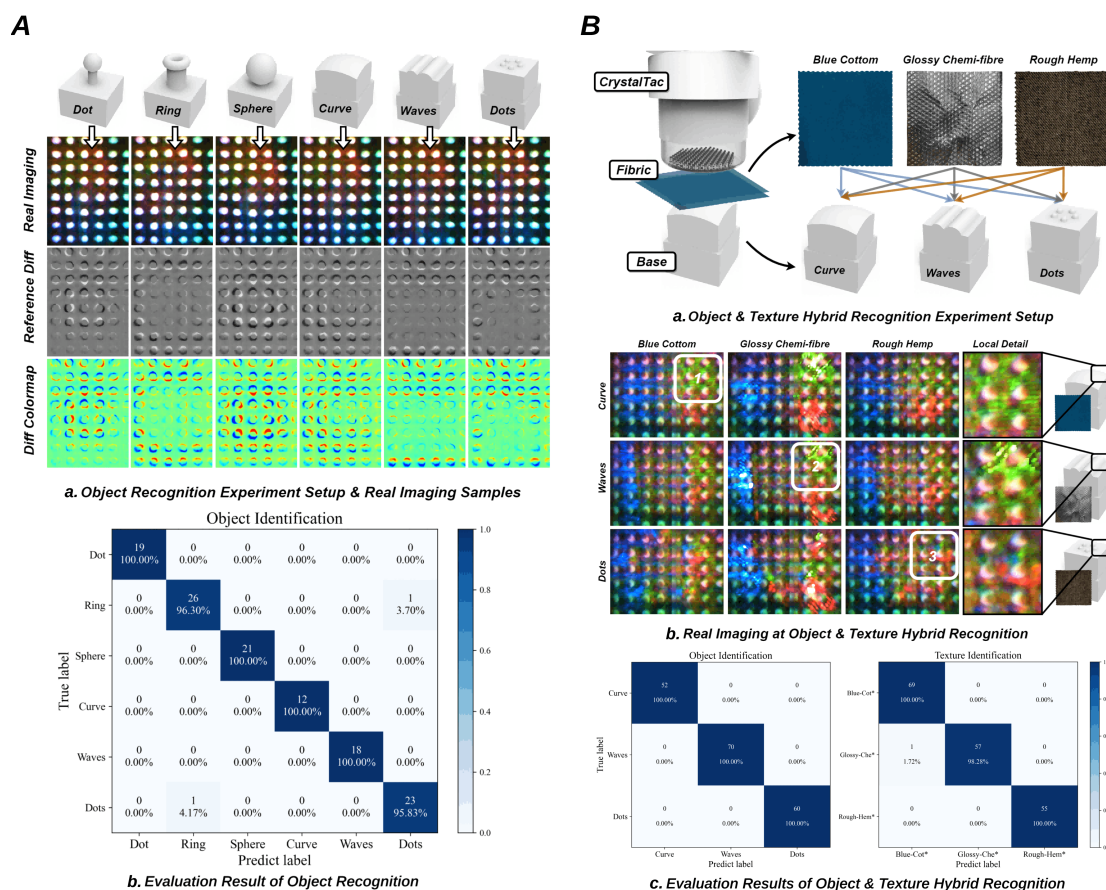 A
Dot Ring Sphere Curve Waves Dots
Real Imaging
Reference Diff
Diff Colormap
a. Object Recognition Experiment Setup & Real Imaging Samples
Object Identification
1.0
0.8
0.6
0.4
0.2
0.0
True label
Dot
19 0 0 0 0 0
100.00% 0.00% 0.00% 0.00% 0.00% 0.00%
Ring
0 26 0 0 0 1
0.00% 96.30% 0.00% 0.00% 0.00% 3.70%
Sphere
0 0 21 0 0 0
0.00% 0.00% 100.00% 0.00% 0.00% 0.00%
Curve
0 0 0 12 0 0
0.00% 0.00% 0.00% 100.00% 0.00% 0.00%
Waves
0 0 0 0 18 0
0.00% 0.00% 0.00% 0.00% 100.00% 0.00%
Dots
0 1 0 0 0 23
0.00% 4.17% 0.00% 0.00% 0.00% 95.83%
Dot Ring Sphere Curve Waves Dots
Predict label
b. Evaluation Result of Object Recognition
B
CrystalTac
Fibric
Base
Blue Cottom Glossy Chemi-fibre Rough Hemp
Curve Waves Dots
a. Object & Texture Hybrid Recognition Experiment Setup
Blue Cottom Glossy Chemi-fibre Rough Hemp Local Detail
Curve
1
Waves
2
Dots
3
b. Real Imaging at Object & Texture Hybrid Recognition
Object Identification
True label
Curve
52 0 0
100.00% 0.00% 0.00%
Waves
0 70 0
0.00% 100.00% 0.00%
Dots
0 0 60
0.00% 0.00% 100.00%
Curve Waves Dots
Predict label
Texture Identification
Blue-Cot*
69 0 0
100.00% 0.00% 0.00%
Glossy-Che*
1 57 0
1.72% 98.28% 0.00%
Rough-Hem*
0 0 55
0.00% 0.00% 100.00%
Blue-Cot* Glossy-Che* Rough-Hem*
Predict label
c. Evaluation Results of Object & Texture Hybrid Recognition